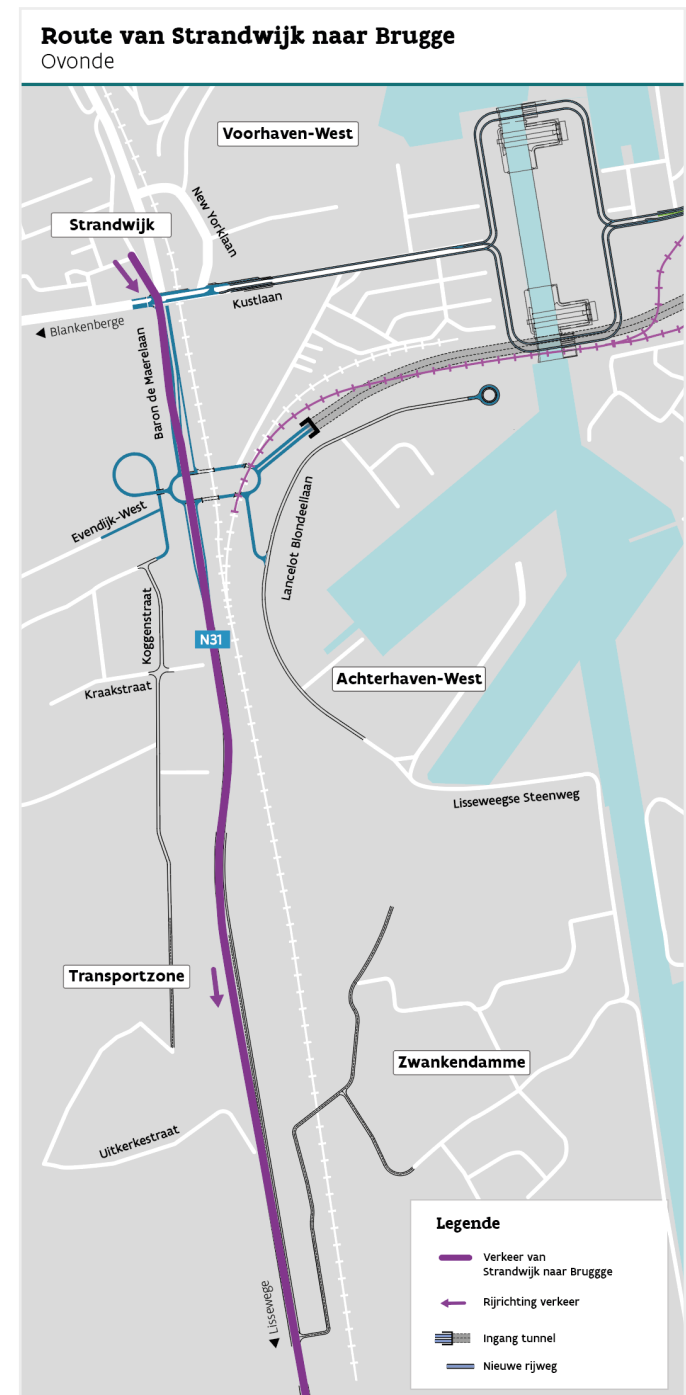 Route van Strandwijk naar Brugge
Ovonde
Voorhaven-West
New Yorklaan
Strandwijk
Kustlaan
Blankenberge
Baron de Maerelaan
Evendijk-West
Lancelot Blondeellaan
Koggenstraat
N31
Kraakstraat
Achterhaven-West
Lisseweegse Steenweg
Transportzone
Zwankendamme
Uitkerkestraat
Lissewege
Legende
Verkeer van
Strandwijk naar Bruggge
Rijrichting verkeer
Ingang tunnel
Nieuwe rijweg